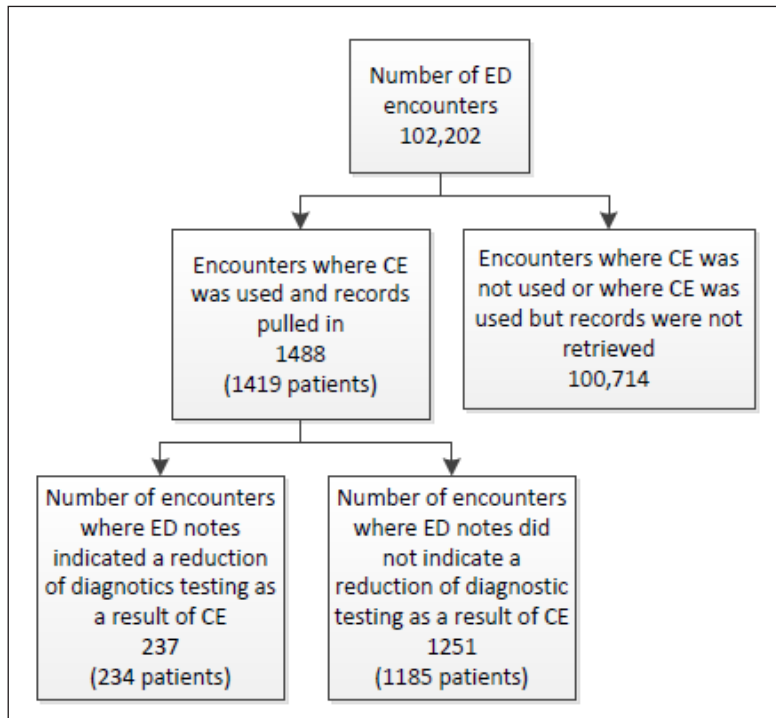 Number of ED
encounters
102,202
Encounters where CE
was used and records
pulled in
1488
(1419 patients)
Encounters where CE was
not used or where CE was
used but records were not
retrieved
100,714
Number of encounters
where ED notes
indicated a reduction
of diagnotics testing as
a result of CE
237
(234 patients)
Number of encounters
where ED notes did
not indicate a
reduction of diagnostic
testing as a result of CE
1251
(1185 patients)